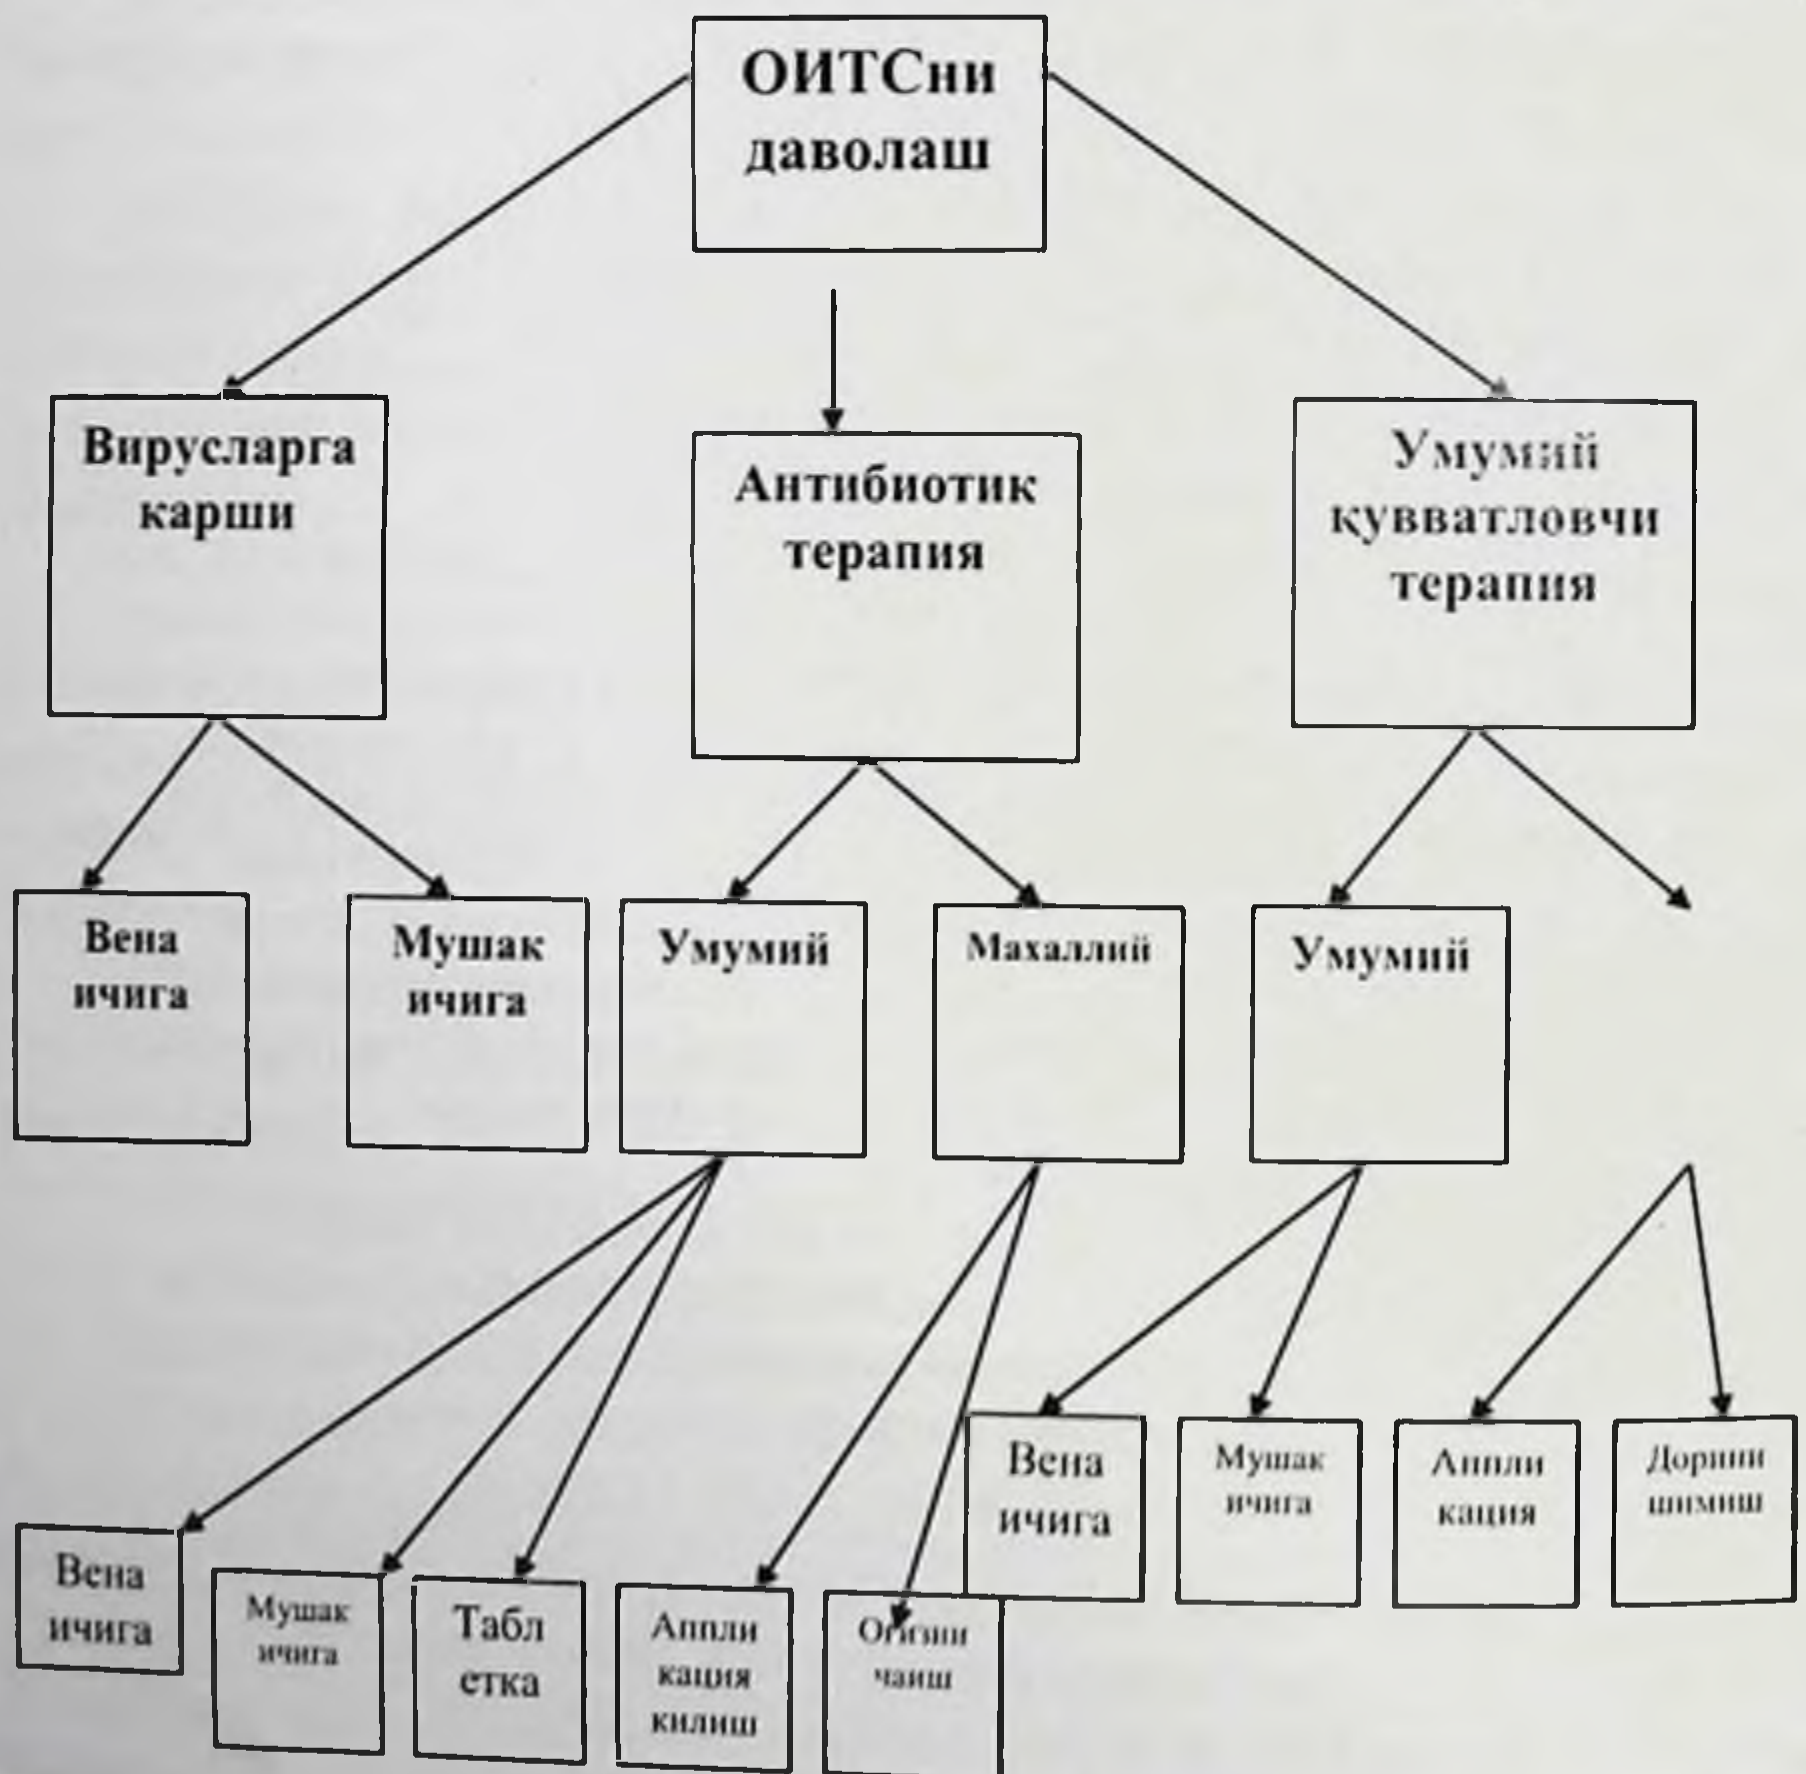 ОИТСни
даволаш
Вирусларга
карши
Антибиотик
терапия
Умумий
қувватловчи
терапия
Вена
ичига
Мушак
ичига
Умумий
Махаллий
Умумий
Вена
ичига
Мушак
ичига
Табл
етка
Аппли
кация
килиш
Огизни
чаиш
Вена
ичига
Мушак
ичига
Аппли
кация
Дорини
шимиш